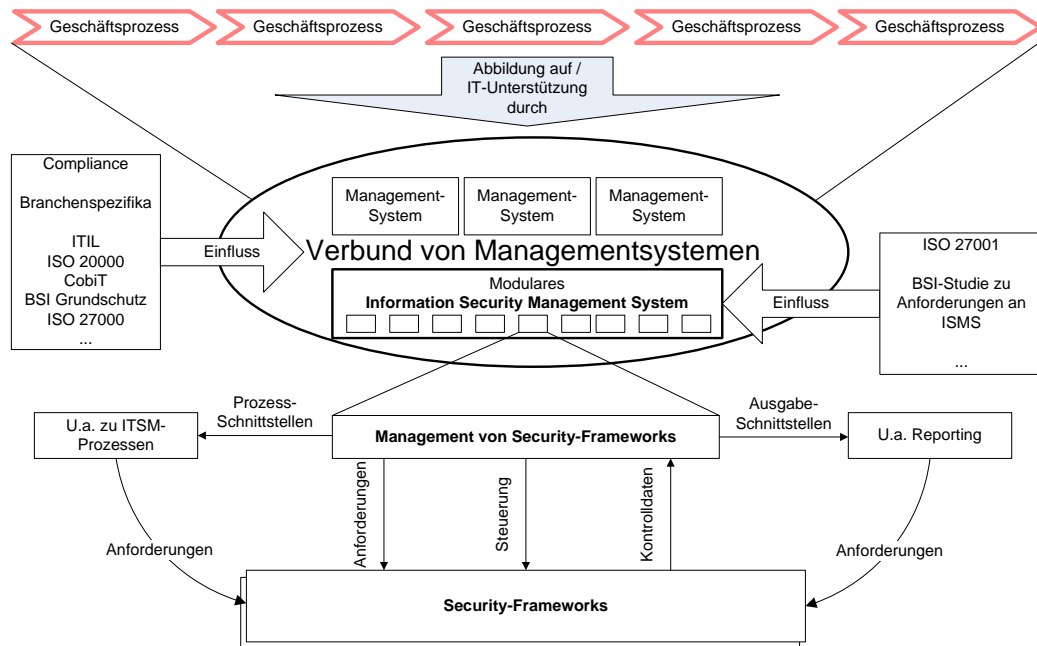 Geschäftsprozess
Geschäftsprozess
Geschäftsprozess
Geschäftsprozess
Geschäftsprozess
Abbildung auf /
IT-Unterstützung
durch
Compliance
Branchenspezifika
ITIL
ISO 20000
CobiT
BSI Grundschutz
ISO 27000
...
Einfluss
Management-
System
Management-
System
Management-
System
Verbund von Managementsystemen
Modulares
Information Security Management System
Einfluss
ISO 27001
BSI-Studie zu
Anforderungen an
ISMS
...
U.a. zu ITSM-
Prozessen
Prozess-
Schnittstellen
Management von Security-Frameworks
Ausgabe-
Schnittstellen
U.a. Reporting
Anforderungen
Anforderungen
Steuerung
Kontrolldaten
Anforderungen
Security-Frameworks